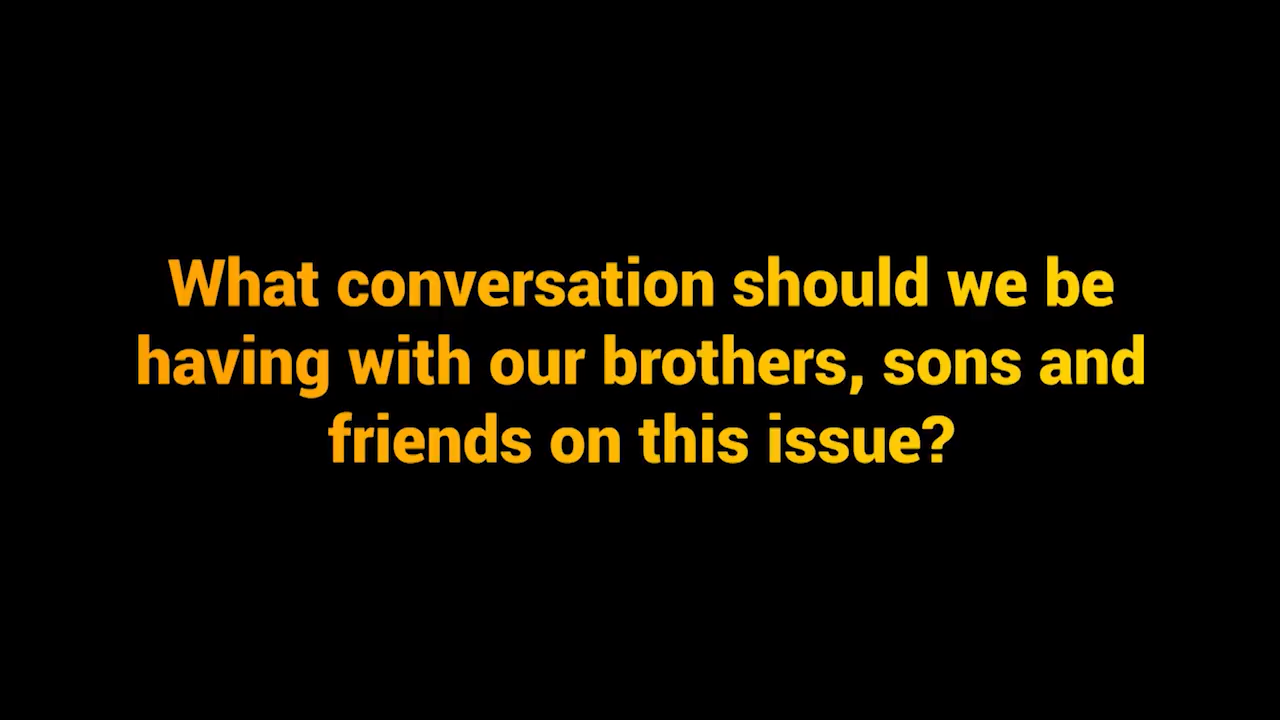 What conversation should we be
having with our brothers, sons and
friends on this issue?